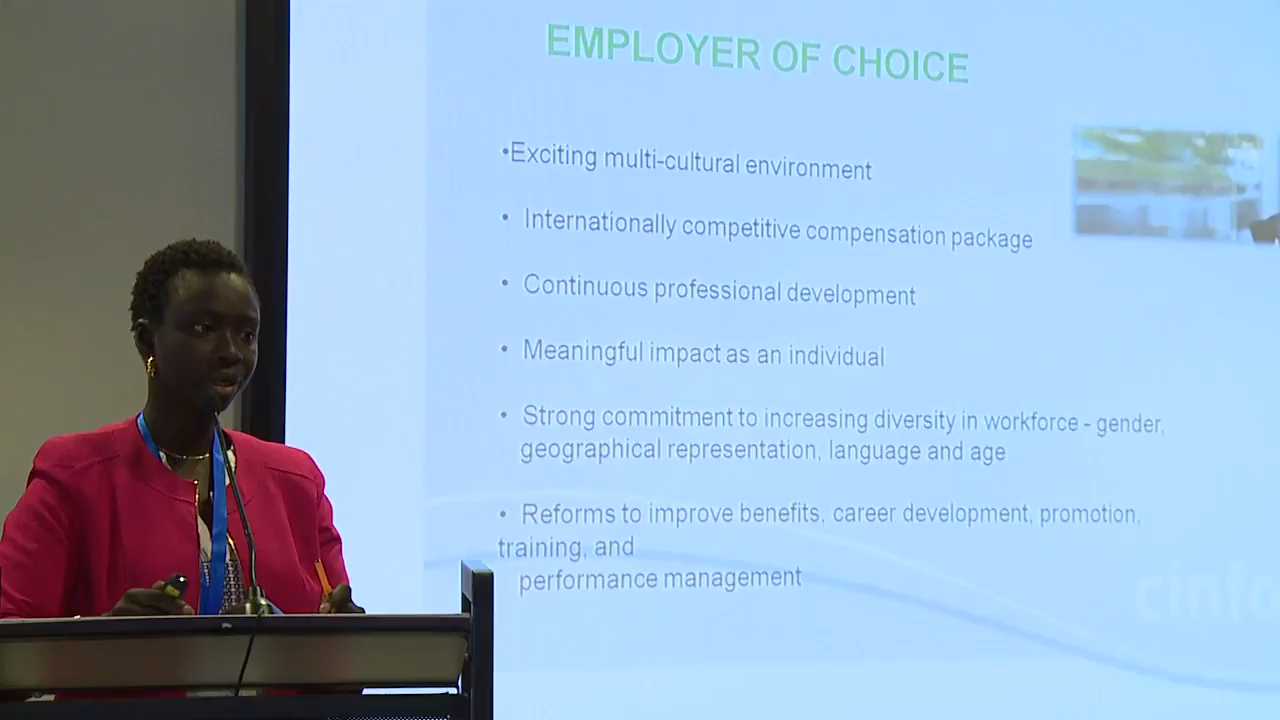 EMPLOYER OF CHOICE
•Exciting multi-cultural environment
• Internationally competitive compensation package
• Continuous professional development
• Meaningful impact as an individual
• Strong commitment to increasing diversity in workforce - gender,
geographical representation, language and age
• Reforms to improve benefits, career development, promotion,
training, and
performance management
cinfo